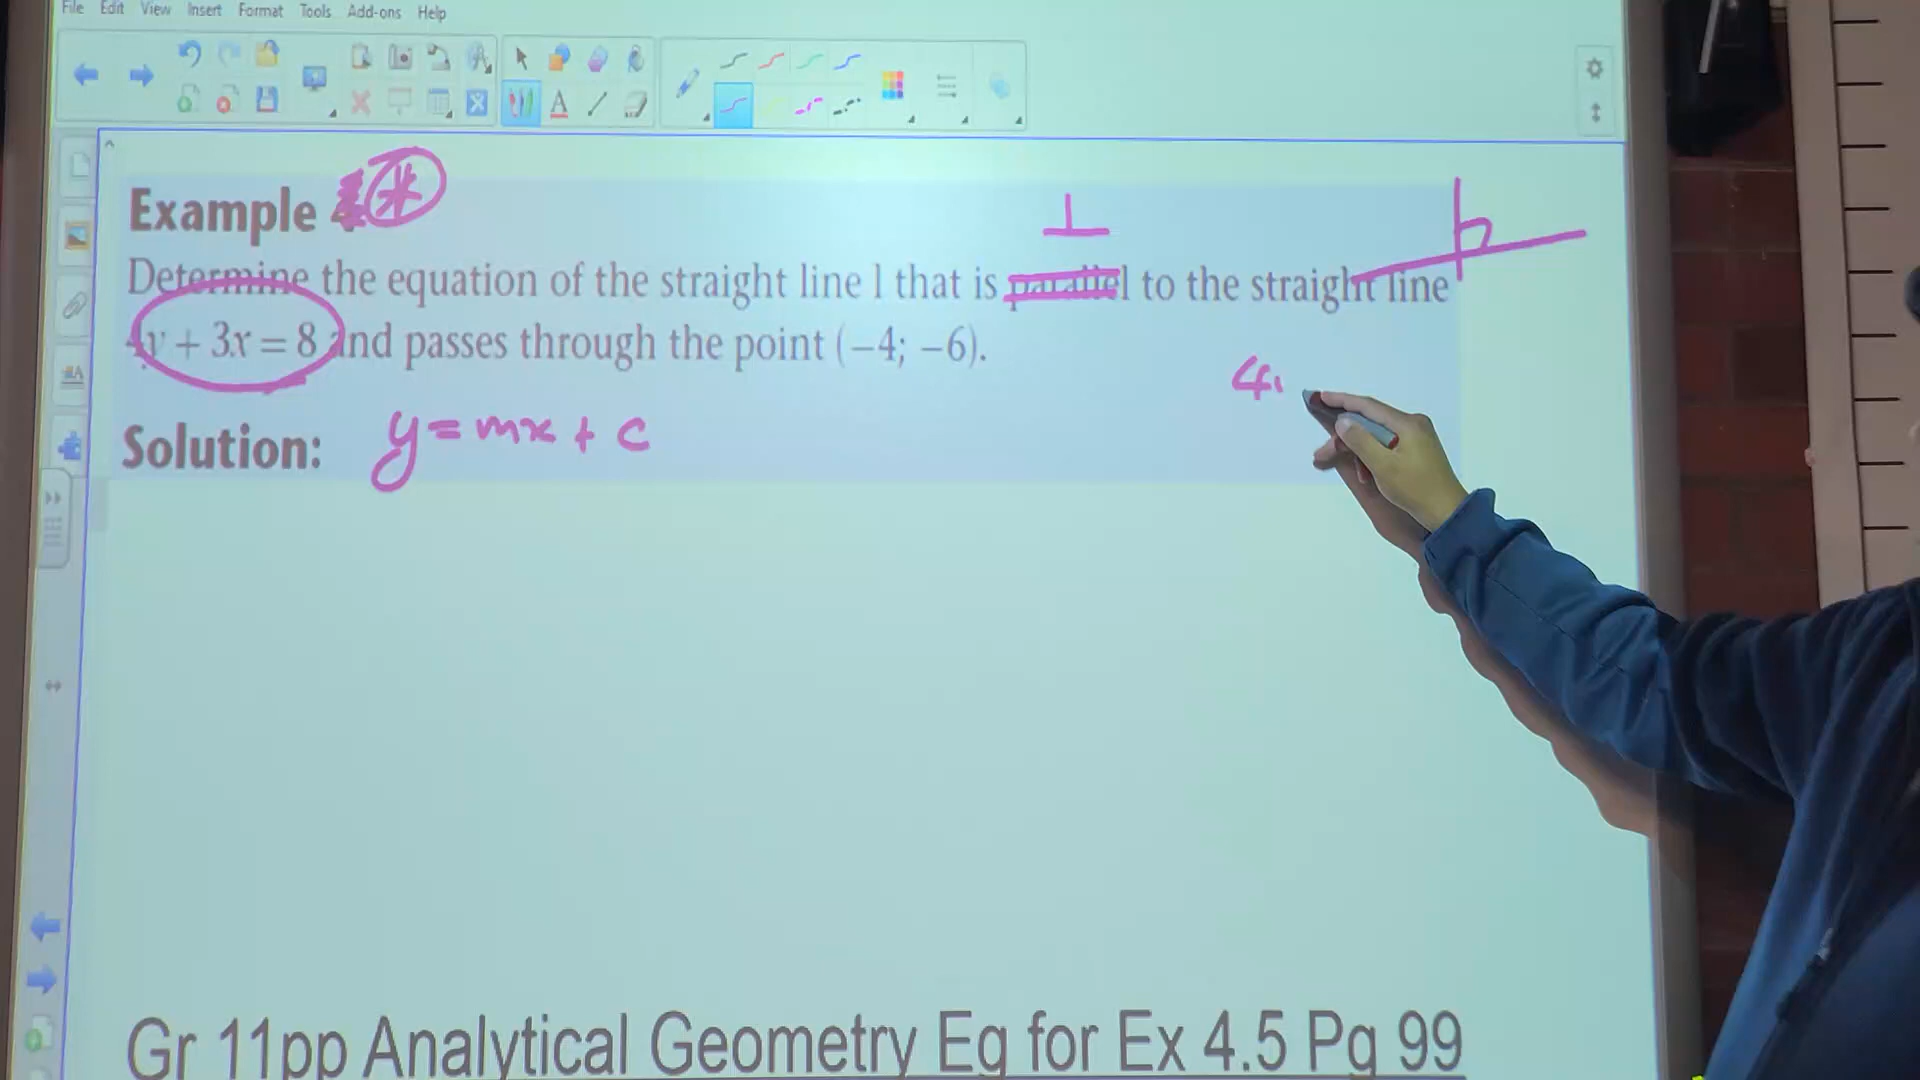 File Edit View Insert Format Tools Add-ons Help
Example
⊥
Determine the equation of the straight line l that is parallel to the straight line
4y + 3x = 8 and passes through the point (−4; −6).
4
Solution: y = mx + c
Gr 11pp Analytical Geometry Eg for Ex 4.5 Pg 99